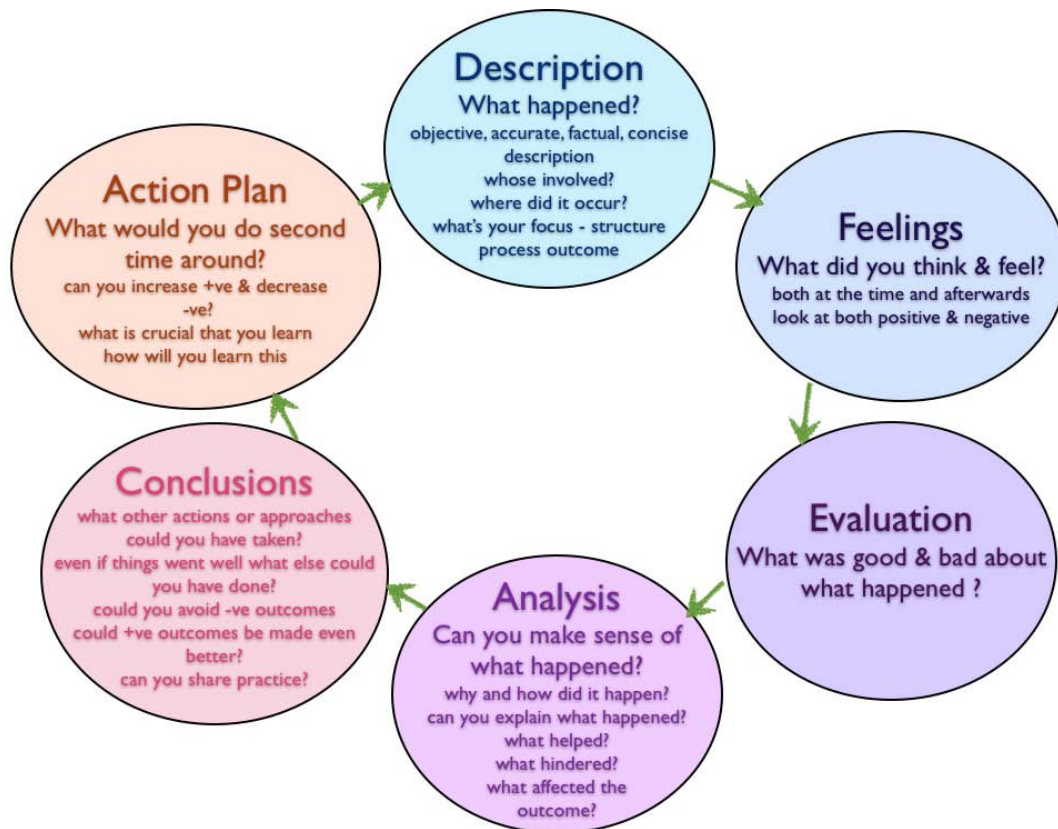 Description
What happened?
objective, accurate, factual, concise
description
whose involved?
where did it occur?
what's your focus - structure
process outcome
Feelings
What did you think & feel?
both at the time and afterwards
look at both positive & negative
Evaluation
What was good & bad about
what happened ?
Analysis
Can you make sense of
what happened?
why and how did it happen?
can you explain what happened?
what helped?
what hindered?
what affected the
outcome?
Conclusions
what other actions or approaches
could you have taken?
even if things went well what else could
you have done?
could you avoid -ve outcomes
could +ve outcomes be made even
better?
can you share practice?
Action Plan
What would you do second
time around?
can you increase +ve & decrease
-ve?
what is crucial that you learn
how will you learn this